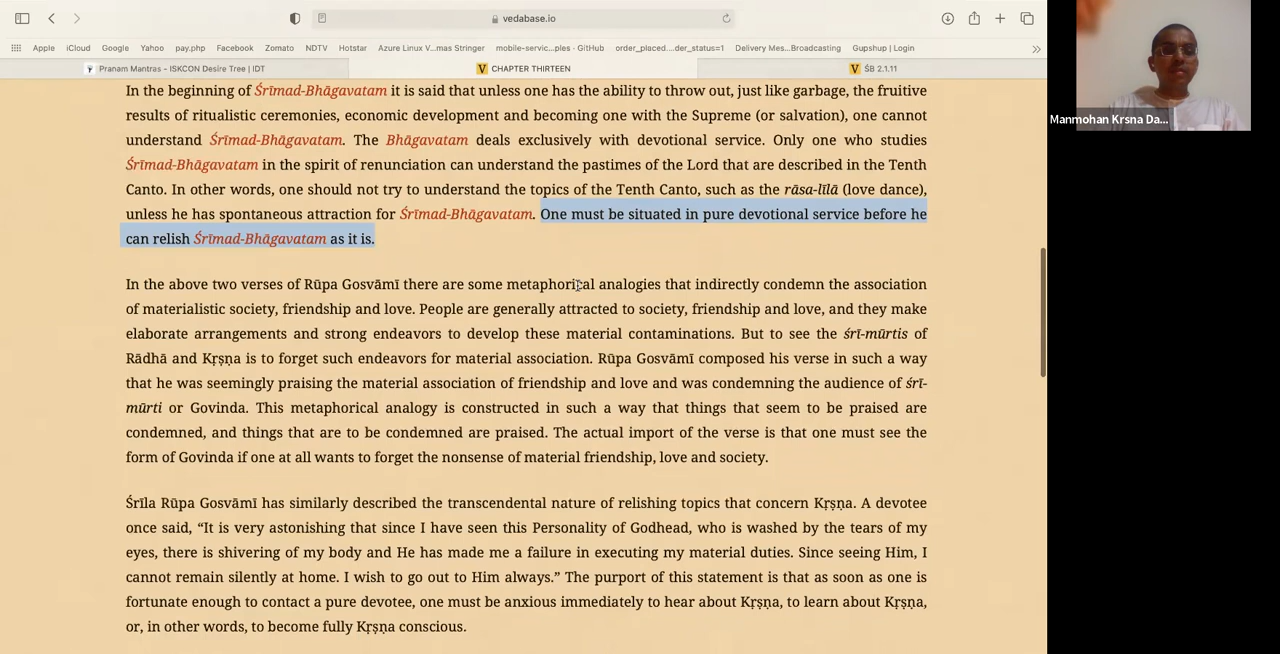 vedabase.io
Apple iCloud Google Yahoo pay.php Facebook Zomato NDTV Hotstar Azure Linux V...mas Stringer mobile-servic...ples · GitHub order_placed....der_status=1 Delivery Mes...Broadcasting Gupshup | Login
Pranam Mantras - ISKCON Desire Tree | IDT
CHAPTER THIRTEEN
ŚB 2.1.11
Manmohan Krsna Da...
In the beginning of Śrīmad-Bhāgavatam it is said that unless one has the ability to throw out, just like garbage, the fruitive
results of ritualistic ceremonies, economic development and becoming one with the Supreme (or salvation), one cannot
understand Śrīmad-Bhāgavatam. The Bhāgavatam deals exclusively with devotional service. Only one who studies
Śrīmad-Bhāgavatam in the spirit of renunciation can understand the pastimes of the Lord that are described in the Tenth
Canto. In other words, one should not try to understand the topics of the Tenth Canto, such as the rāsa-līlā (love dance),
unless he has spontaneous attraction for Śrīmad-Bhāgavatam. One must be situated in pure devotional service before he
can relish Śrīmad-Bhāgavatam as it is.
In the above two verses of Rūpa Gosvāmī there are some metaphorical analogies that indirectly condemn the association
of materialistic society, friendship and love. People are generally attracted to society, friendship and love, and they make
elaborate arrangements and strong endeavors to develop these material contaminations. But to see the śrī-mūrtis of
Rādhā and Kṛṣṇa is to forget such endeavors for material association. Rūpa Gosvāmī composed his verse in such a way
that he was seemingly praising the material association of friendship and love and was condemning the audience of śrī-
mūrti or Govinda. This metaphorical analogy is constructed in such a way that things that seem to be praised are
condemned, and things that are to be condemned are praised. The actual import of the verse is that one must see the
form of Govinda if one at all wants to forget the nonsense of material friendship, love and society.
Śrīla Rūpa Gosvāmī has similarly described the transcendental nature of relishing topics that concern Kṛṣṇa. A devotee
once said, “It is very astonishing that since I have seen this Personality of Godhead, who is washed by the tears of my
eyes, there is shivering of my body and He has made me a failure in executing my material duties. Since seeing Him, I
cannot remain silently at home. I wish to go out to Him always.” The purport of this statement is that as soon as one is
fortunate enough to contact a pure devotee, one must be anxious immediately to hear about Kṛṣṇa, to learn about Kṛṣṇa,
or, in other words, to become fully Kṛṣṇa conscious.